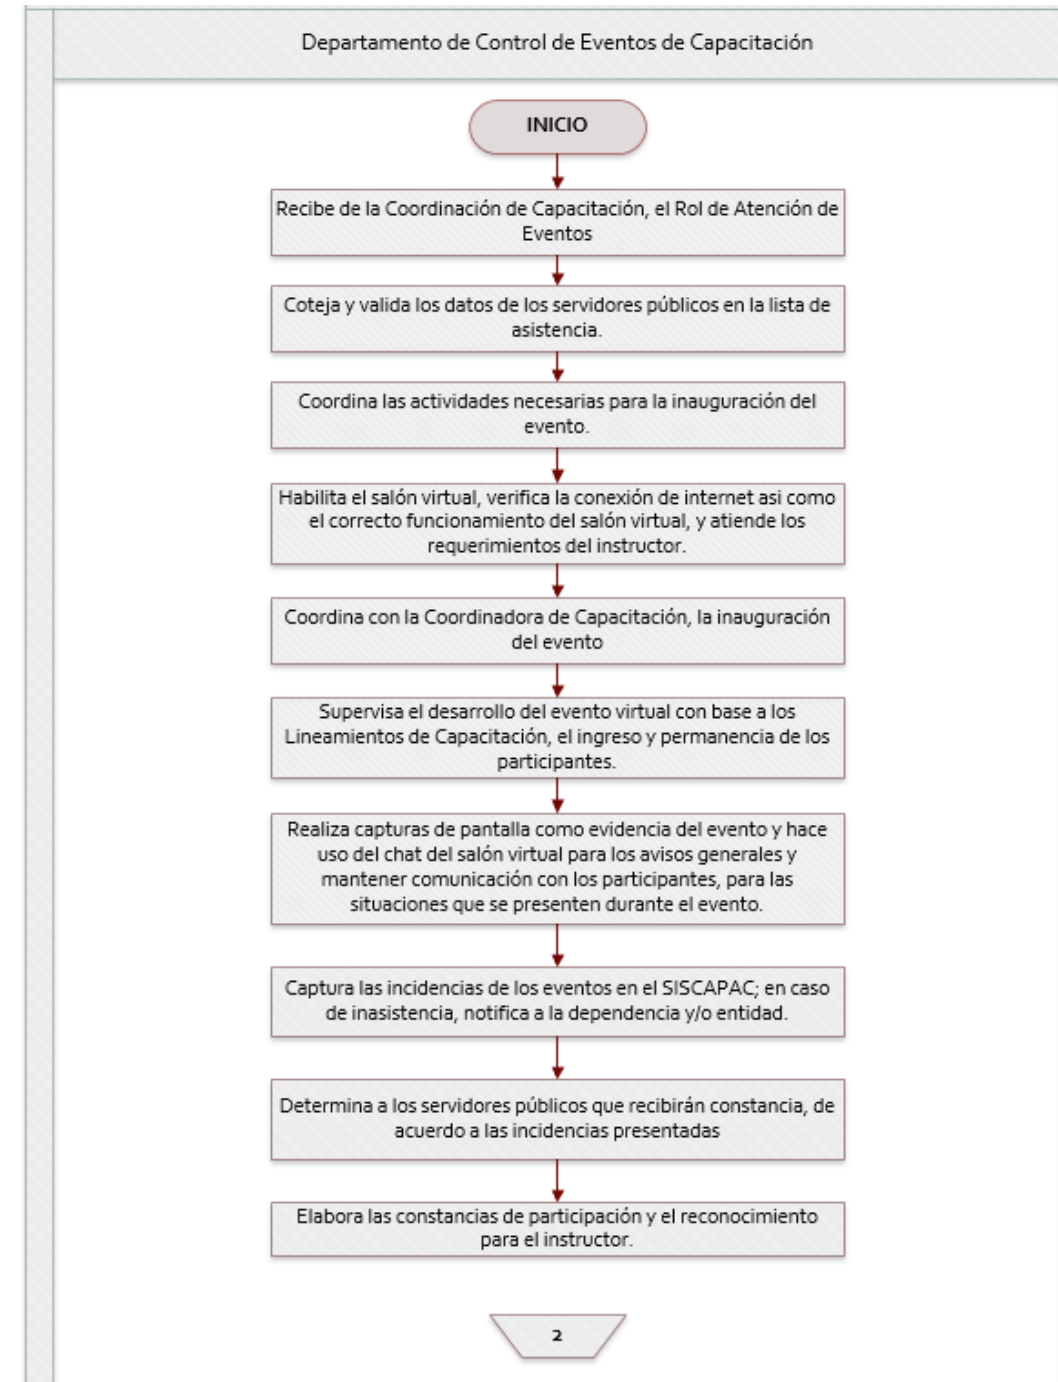 Departamento de Control de Eventos de Capacitación
INICIO
Recibe de la Coordinación de Capacitación, el Rol de Atención de
Eventos
Coteja y valida los datos de los servidores públicos en la lista de
asistencia.
Coordina las actividades necesarias para la inauguración del
evento.
Habilita el salón virtual, verifica la conexión de internet asi como
el correcto funcionamiento del salón virtual, y atiende los
requerimientos del instructor.
Coordina con la Coordinadora de Capacitación, la inauguración
del evento
Supervisa el desarrollo del evento virtual con base a los
Lineamientos de Capacitación, el ingreso y permanencia de los
participantes.
Realiza capturas de pantalla como evidencia del evento y hace
uso del chat del salón virtual para los avisos generales y
mantener comunicación con los participantes, para las
situaciones que se presenten durante el evento.
Captura las incidencias de los eventos en el SISCAPAC; en caso
de inasistencia, notifica a la dependencia y/o entidad.
Determina a los servidores públicos que recibirán constancia, de
acuerdo a las incidencias presentadas
Elabora las constancias de participación y el reconocimiento
para el instructor.
2